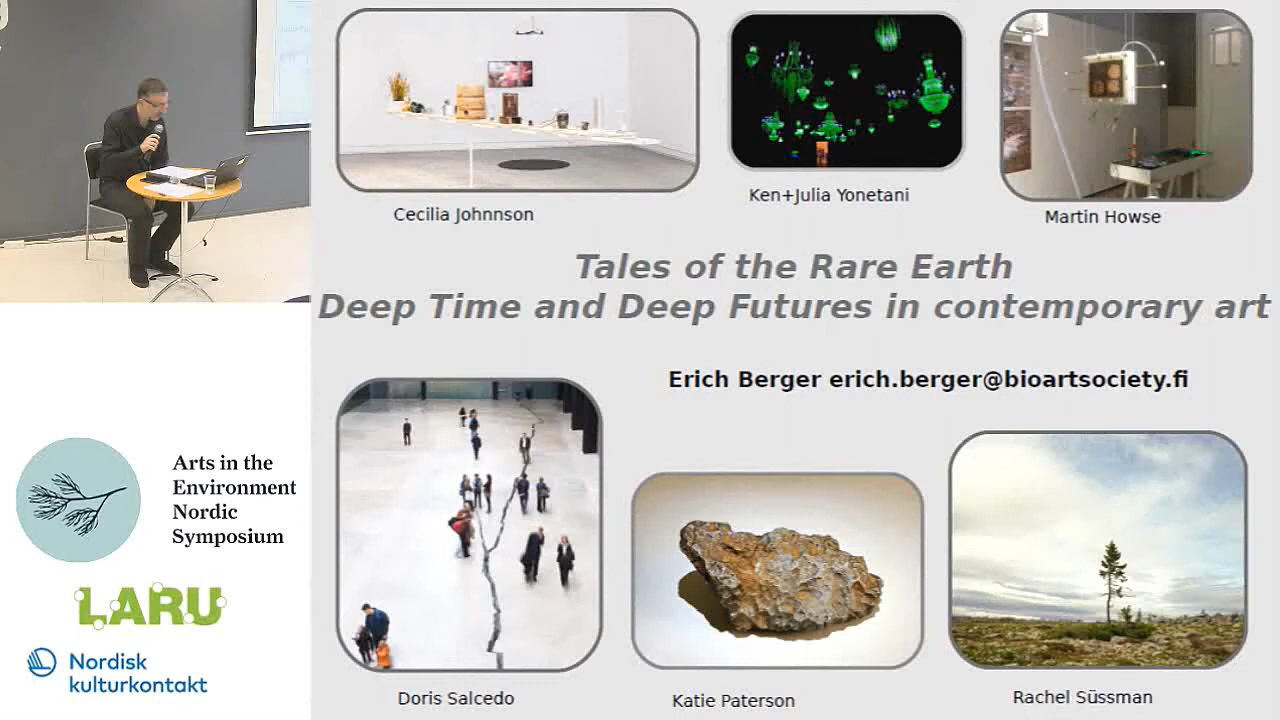 Cecilia Johnnson
Ken+Julia Yonetani
Martin Howse
Tales of the Rare Earth
Deep Time and Deep Futures in contemporary art
Erich Berger erich.berger@bioartsociety.fi
Doris Salcedo
Katie Paterson
Rachel Süssman
Arts in the
Environment
Nordic
Symposium
LARU
Nordisk
kulturkontakt